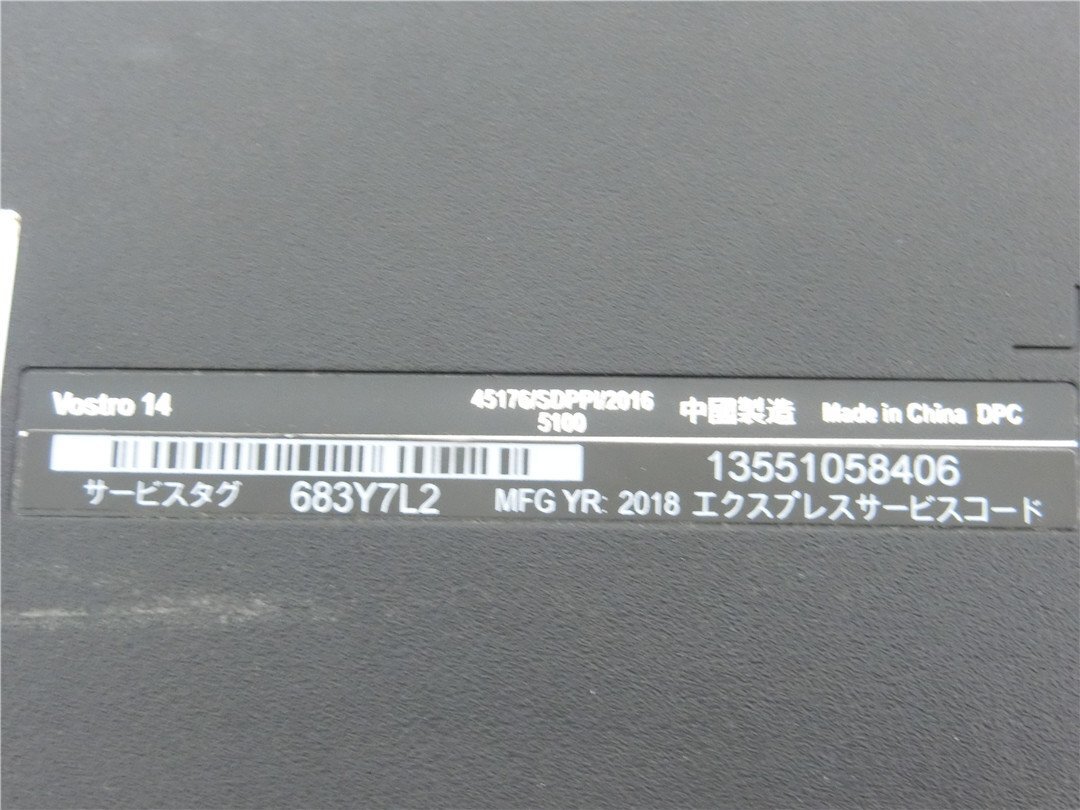 Vostro 14
45176/SDPPI/2016
5100
中國製造 Made in China DPC
13551058406
サービスタグ 683Y7L2 MFG YR: 2018 エクスプレスサービスコード